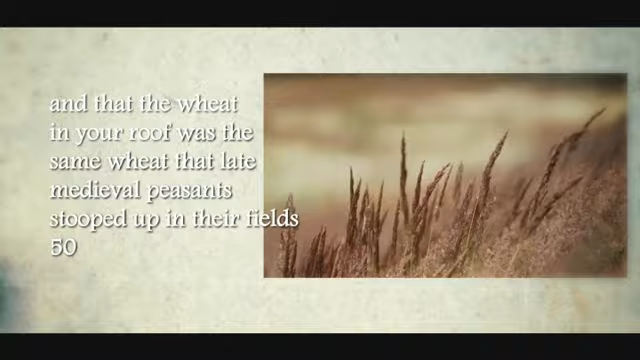 and that the wheat
in your roof was the
same wheat that late
medieval peasants
stooped up in their fields
50